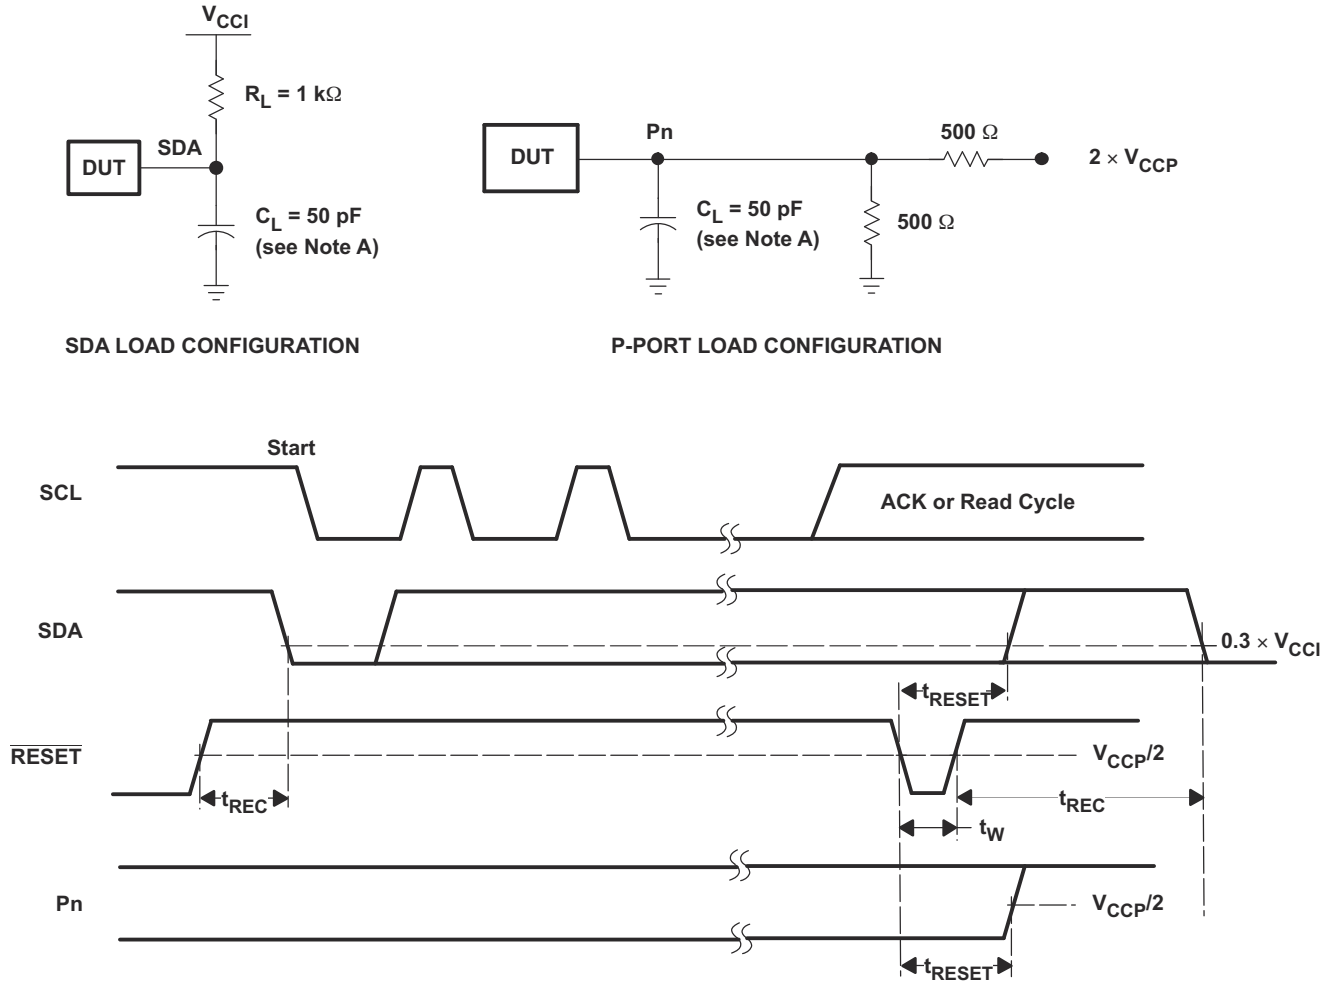 VCCI
RL = 1 kΩ
SDA
DUT
CL = 50 pF
(see Note A)
SDA LOAD CONFIGURATION
DUT
Pn
500 Ω
2 × VCCP
CL = 50 pF
(see Note A)
500 Ω
P-PORT LOAD CONFIGURATION
Start
SCL
ACK or Read Cycle
SDA
0.3 × VCCI
tRESET
RESET
VCCP/2
tREC
tREC
tW
Pn
VCCP/2
tRESET